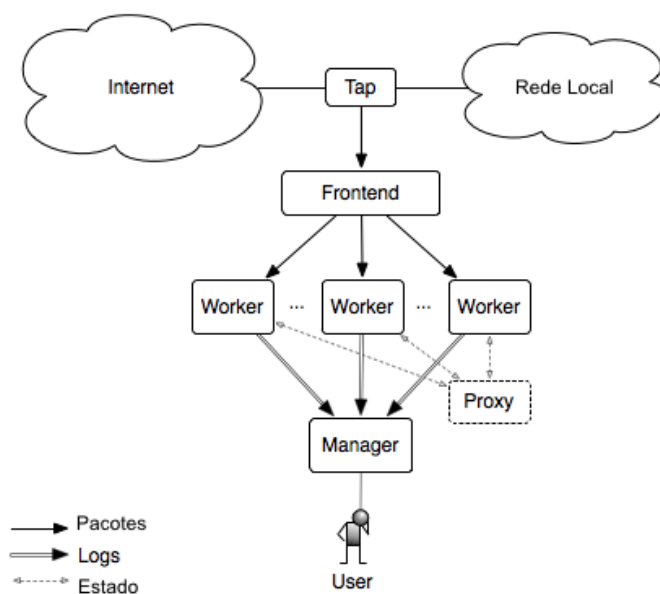 Internet
Tap
Rede Local
Frontend
Worker ... Worker ... Worker
Proxy
Manager
User
Pacotes
Logs
Estado